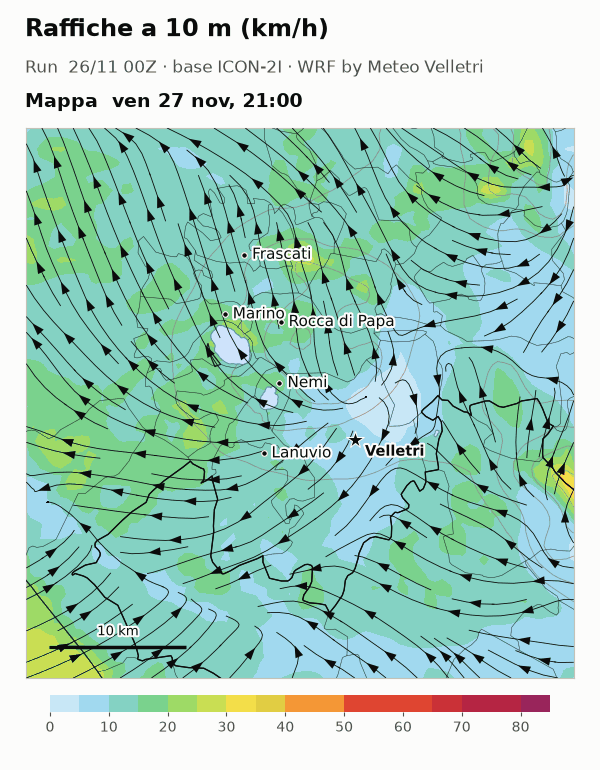 Raffiche a 10 m (km/h)
Run 26/11 00Z · base ICON-2I · WRF by Meteo Velletri
Mappa ven 27 nov, 21:00
Frascati
Marino
Rocca di Papa
Nemi
Lanuvio
Velletri
10 km
0 10 20 30 40 50 60 70 80